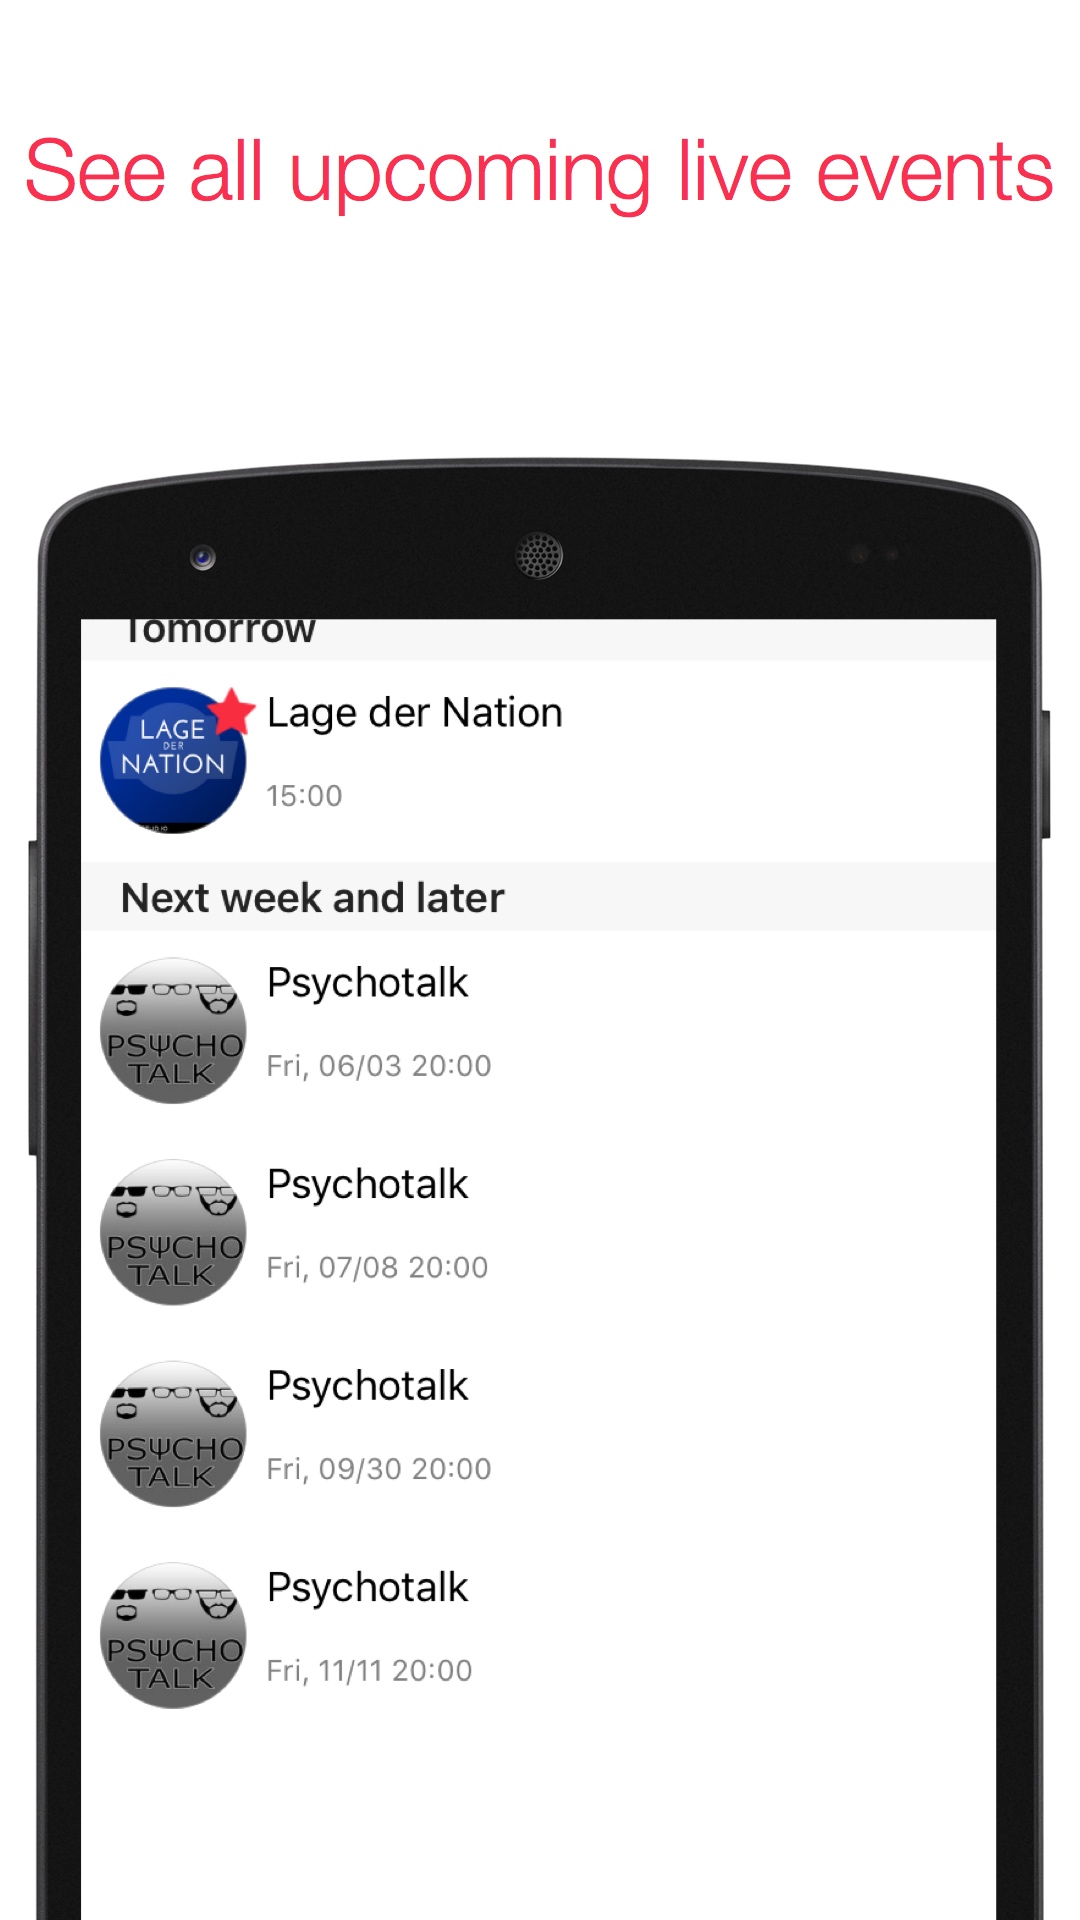 See all upcoming live events
Tomorrow
LAGE
DER
NATION
Lage der Nation
15:00
Next week and later
PSΨCHO
TALK
Psychotalk
Fri, 06/03 20:00
PSΨCHO
TALK
Psychotalk
Fri, 07/08 20:00
PSΨCHO
TALK
Psychotalk
Fri, 09/30 20:00
PSΨCHO
TALK
Psychotalk
Fri, 11/11 20:00